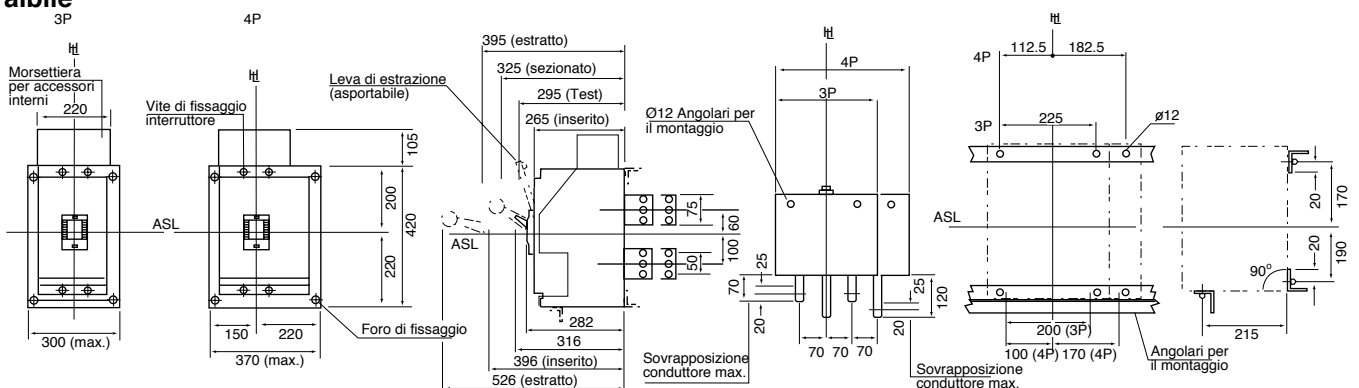 aibile
3P
4P
HL
Morsettiera
per accessori
interni
220
ASL
300 (max.)
HL
Vite di fissaggio
interruttore
105
200
420
220
150
220
370 (max.)
Foro di fissaggio
395 (estratto)
325 (sezionato)
295 (Test)
265 (inserito)
Leva di estrazione
(asportabile)
ASL
75
60
100
50
282
316
396 (inserito)
526 (estratto)
HL
4P
3P
Ø12 Angolari per
il montaggio
25
70
20
25
120
20
70
70
70
Sovrapposizione
conduttore max.
Sovrapposizione
conduttore max.
HL
4P
112.5
182.5
3P
225
ø12
ASL
200 (3P)
100 (4P)
170 (4P)
Angolari per
il montaggio
20
170
20
190
90°
215